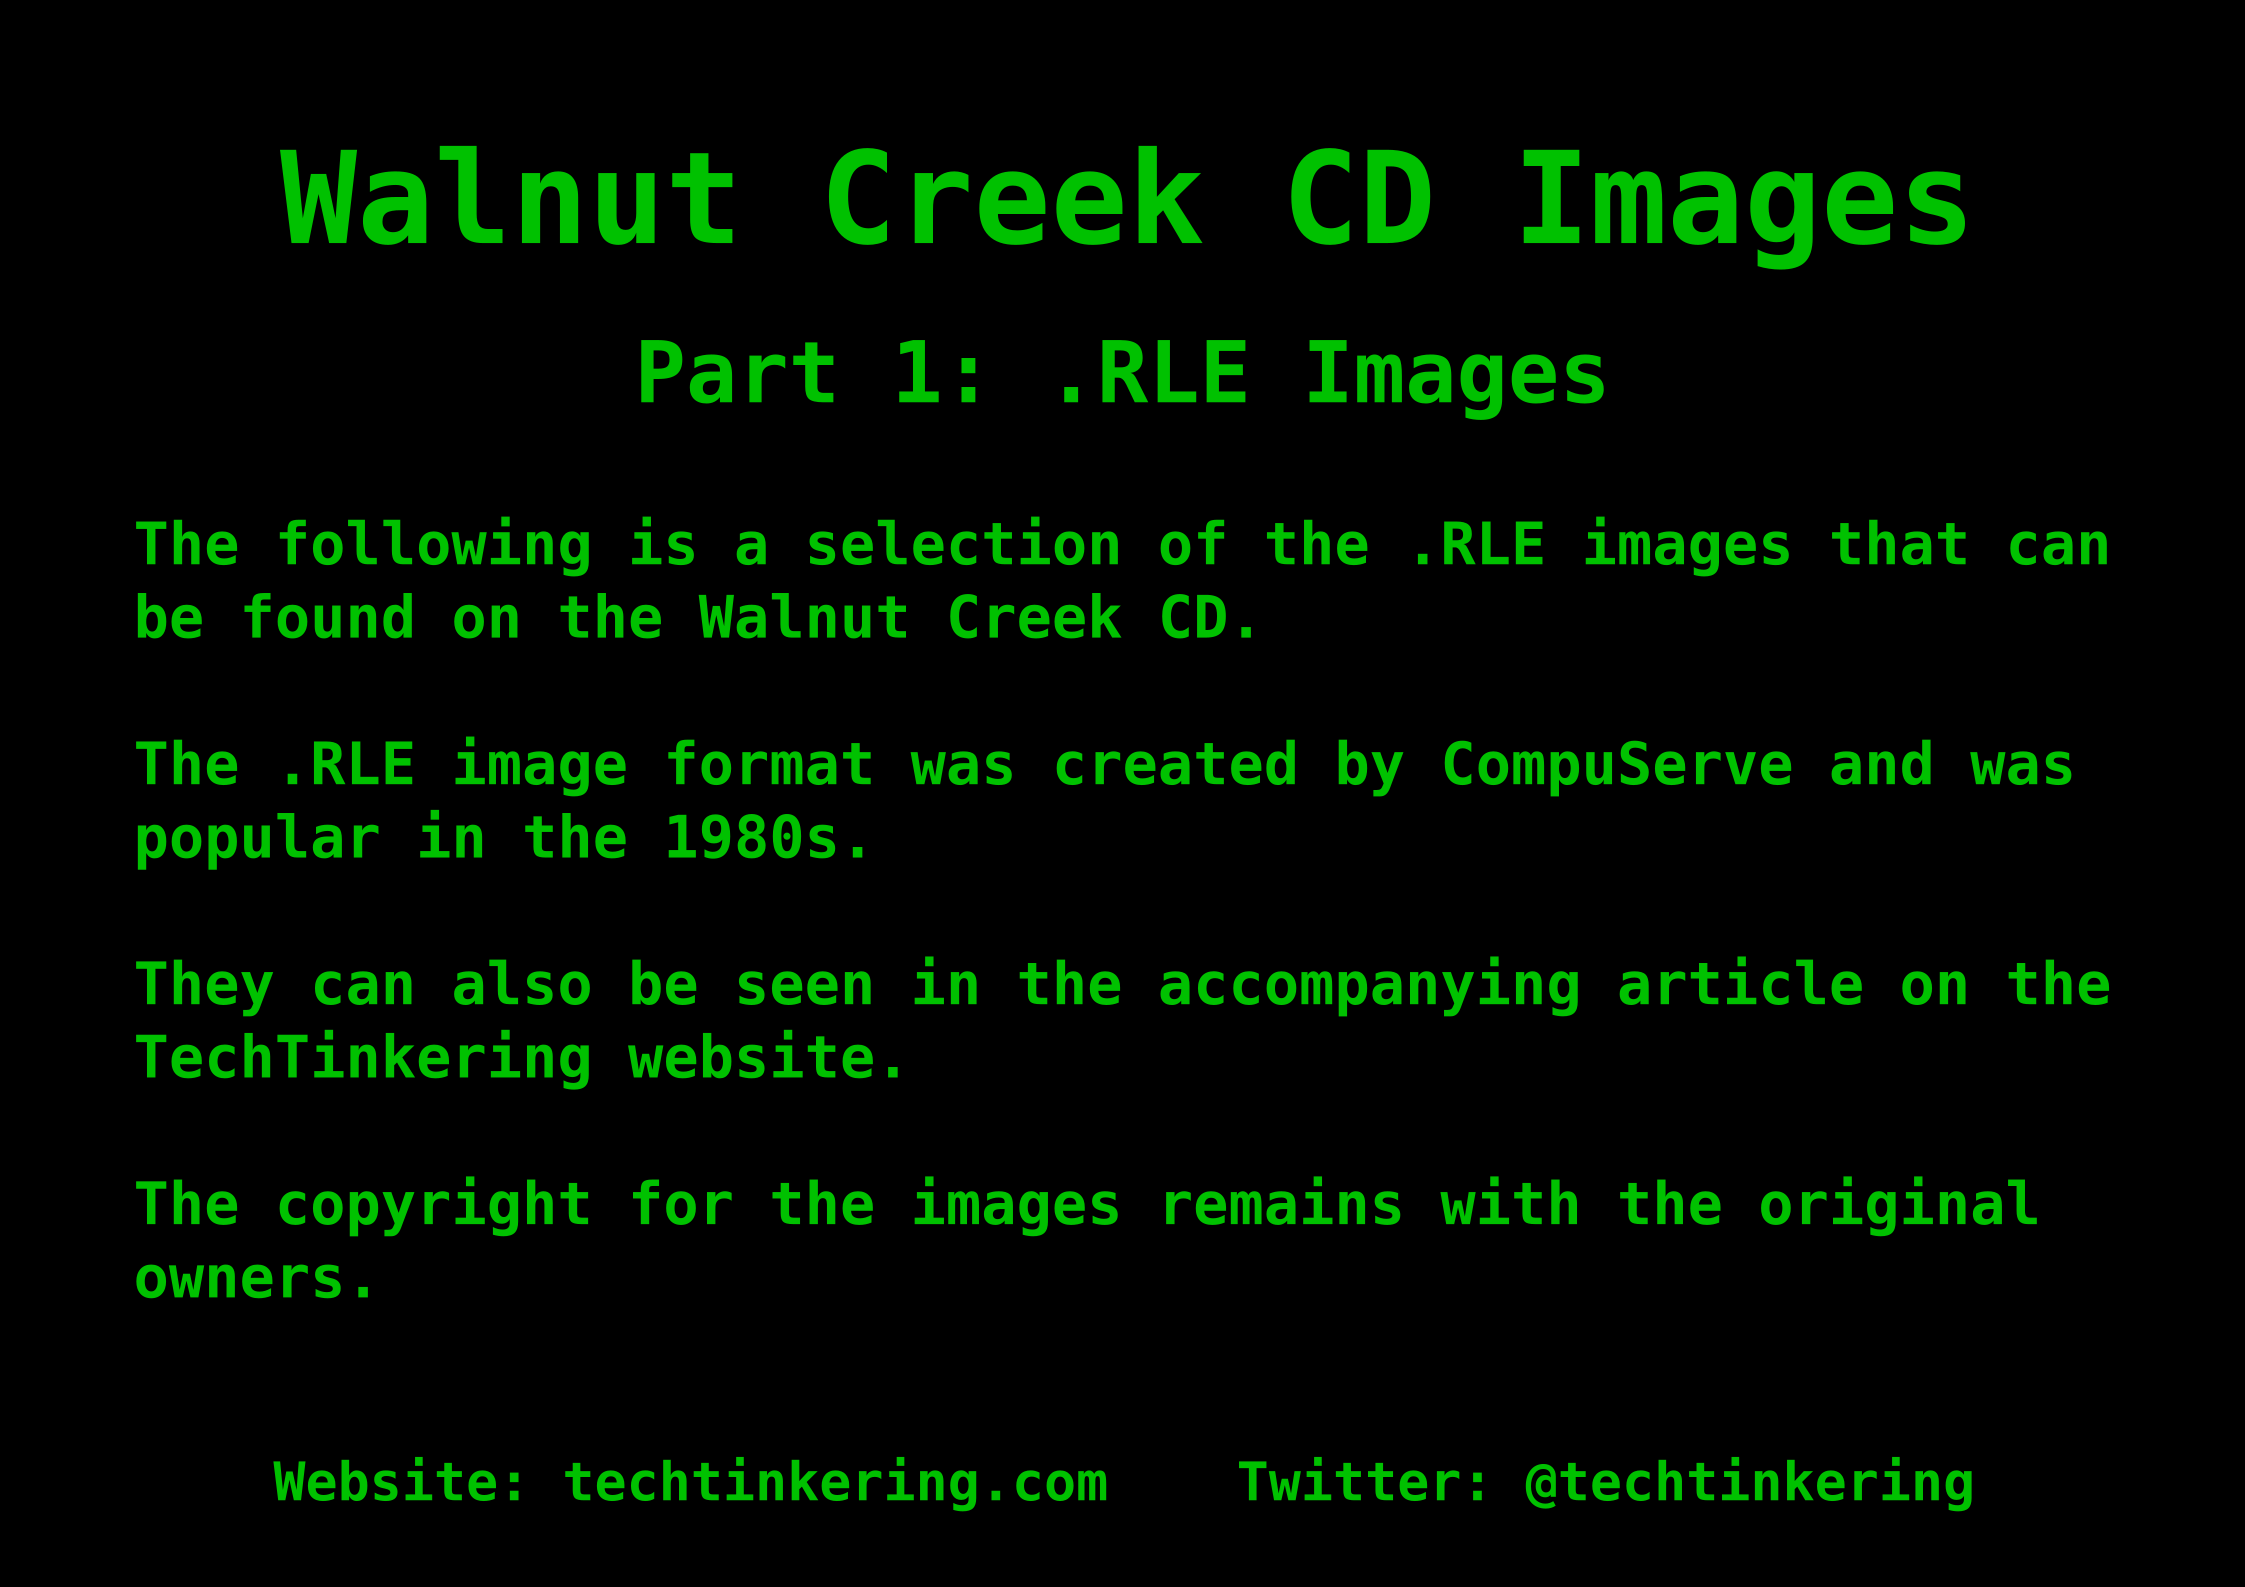 Walnut Creek CD Images
Part 1: .RLE Images
The following is a selection of the .RLE images that can
be found on the Walnut Creek CD.
The .RLE image format was created by CompuServe and was
popular in the 1980s.
They can also be seen in the accompanying article on the
TechTinkering website.
The copyright for the images remains with the original
owners.
Website: techtinkering.com Twitter: @techtinkering